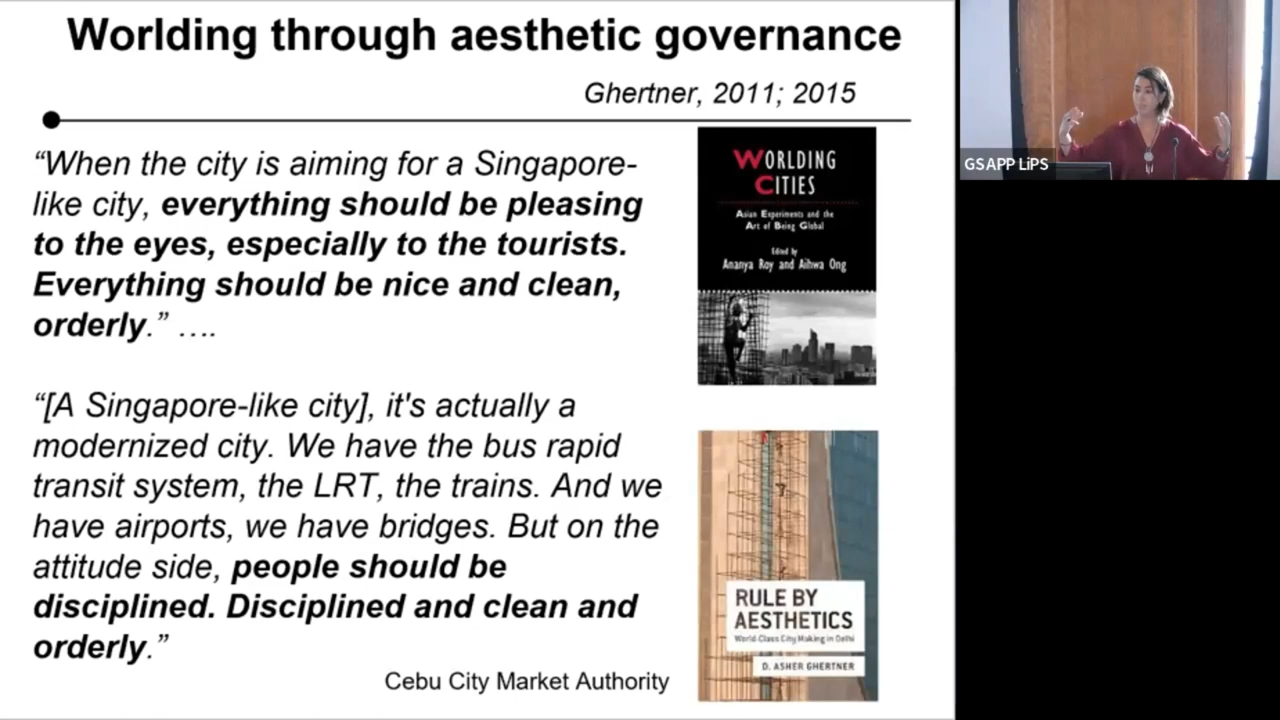 Worlding through aesthetic governance
Ghertner, 2011; 2015
“When the city is aiming for a Singapore-
like city, everything should be pleasing
to the eyes, especially to the tourists.
Everything should be nice and clean,
orderly.” ….
“[A Singapore-like city], it's actually a
modernized city. We have the bus rapid
transit system, the LRT, the trains. And we
have airports, we have bridges. But on the
attitude side, people should be
disciplined. Disciplined and clean and
orderly.”
Cebu City Market Authority
WORLDING
CITIES
Asian Experiments and the
Art of Being Global
Edited by
Ananya Roy and Aihwa Ong
RULE BY
AESTHETICS
World-Class City Making in Delhi
D. ASHER GHERTNER
GSAPP LiPS